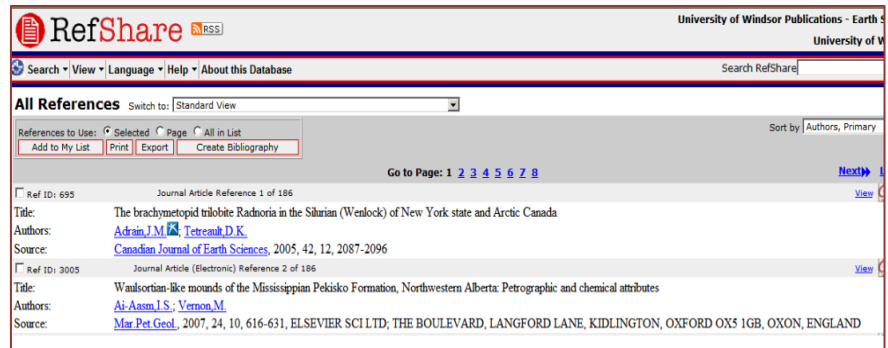 RefShare RSS
University of Windsor Publications - Earth
University of
Search View Language Help About this Database
Search RefShare
All References Switch to: Standard View
References to Use: Selected Page All in List
Sort by Authors, Primary
Add to My List Print Export Create Bibliography
Go to Page: 1 2 3 4 5 6 7 8
Next
Ref ID: 695 Journal Article Reference 1 of 186 View
Title: The brachymetopid trilobite Radnoria in the Silurian (Wenlock) of New York state and Arctic Canada
Authors: Adrain,J.M.; Tetreault,D.K.
Source: Canadian Journal of Earth Sciences, 2005, 42, 12, 2087-2096
Ref ID: 3005 Journal Article (Electronic) Reference 2 of 186 View
Title: Waulsortian-like mounds of the Mississippian Pekisko Formation, Northwestern Alberta: Petrographic and chemical attributes
Authors: Al-Aasm,I.S.; Vernon,M.
Source: Mar.Pet.Geol., 2007, 24, 10, 616-631, ELSEVIER SCI LTD; THE BOULEVARD, LANGFORD LANE, KIDLINGTON, OXFORD OX5 1GB, OXON, ENGLAND